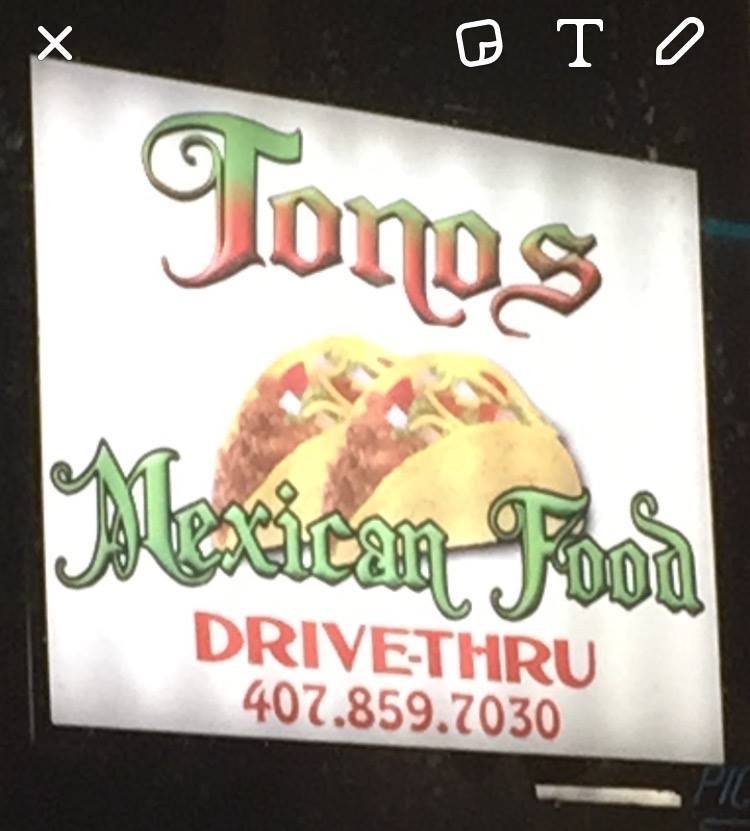 Tonos
Mexican Food
DRIVE-THRU
407.859.7030